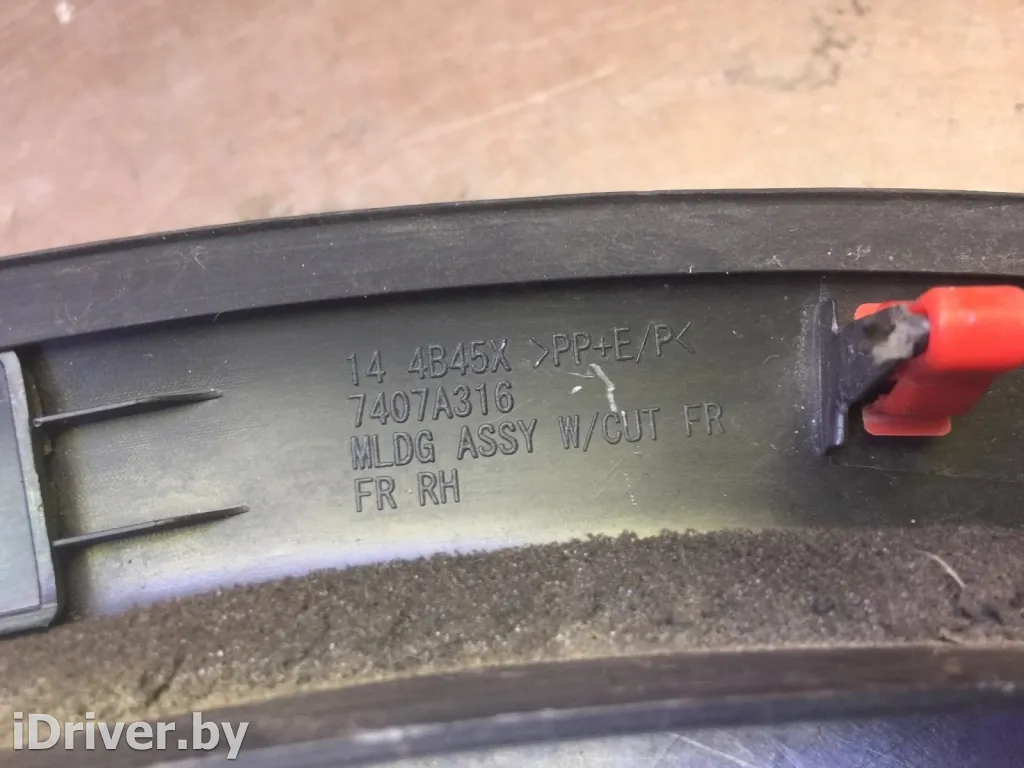 14 4B45X >PP+E/P<
7407A316
MLDG ASSY W/CUT FR
FR RH
iDriver.by